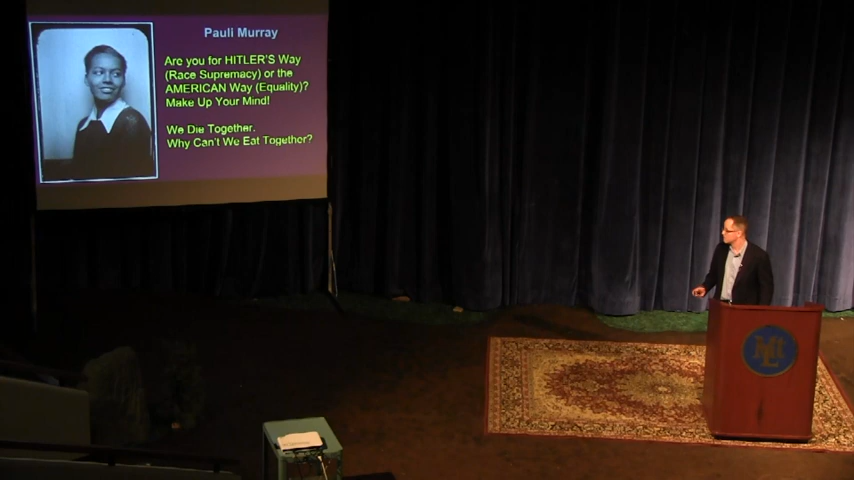 Pauli Murray
Are you for HITLER'S Way
(Race Supremacy) or the
AMERICAN Way (Equality)?
Make Up Your Mind!
We Die Together.
Why Can't We Eat Together?